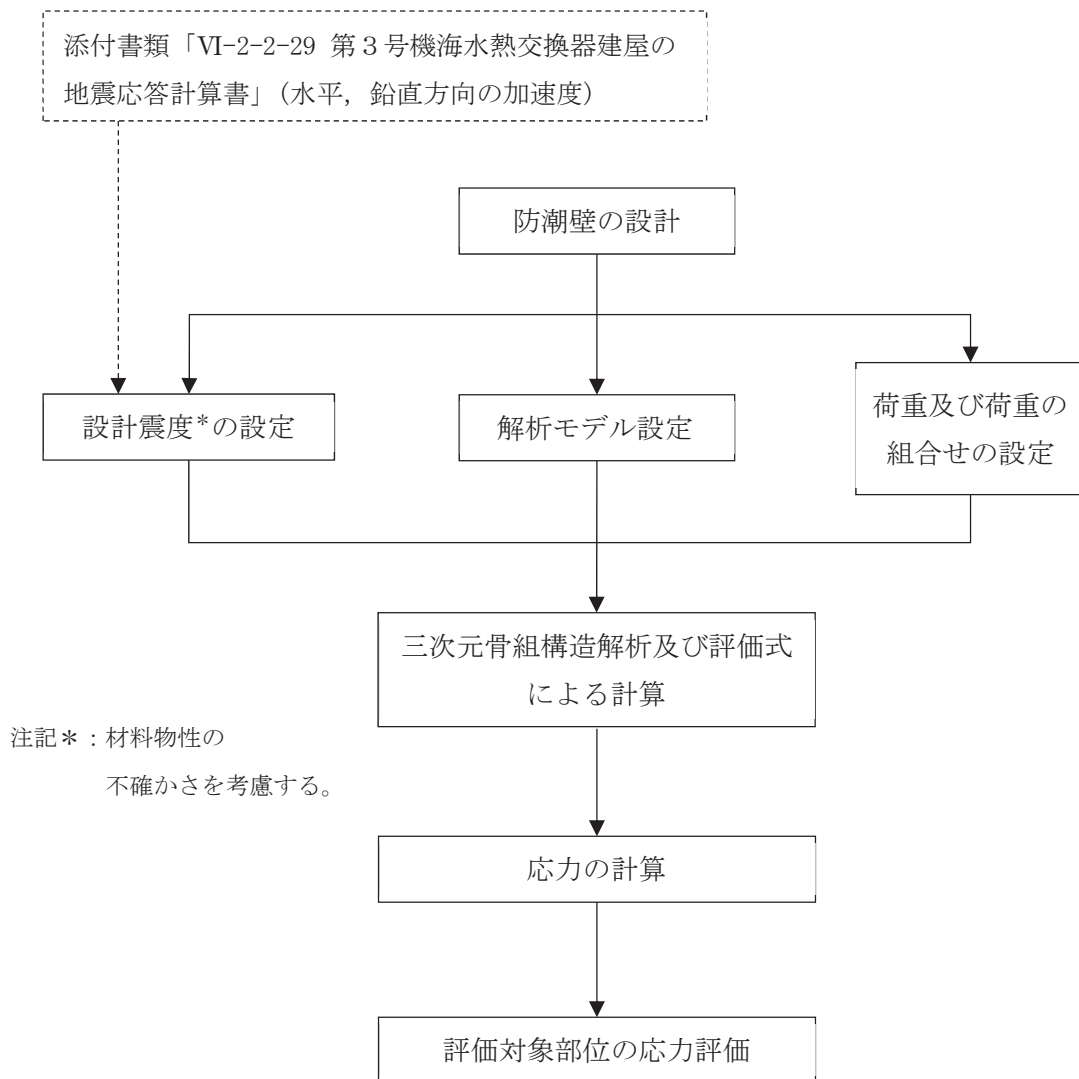 添付書類「Ⅵ-2-2-29 第3号機海水熱交換器建屋の
地震応答計算書」(水平,鉛直方向の加速度)
防潮壁の設計
設計震度*の設定
解析モデル設定
荷重及び荷重の
組合せの設定
三次元骨組構造解析及び評価式
による計算
注記*:材料物性の
不確かさを考慮する。
応力の計算
評価対象部位の応力評価